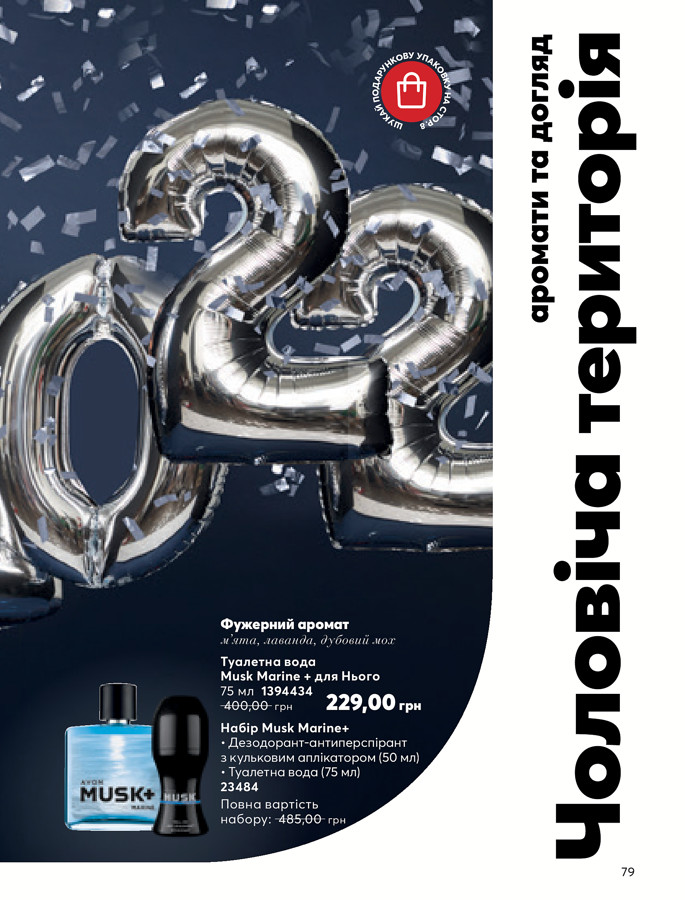 ШУКАЙ ПОДАРУНКОВУ УПАКОВКУ НА СТОР.8
аромати та догляд
Чоловіча територія
Фужерний аромат
м'ята, лаванда, дубовий мох
Туалетна вода
Musk Marine + для Нього
75 мл 1394434
400,00 грн 229,00 грн
Набір Musk Marine+
• Дезодорант-антиперспірант
з кульковим аплікатором (50 мл)
• Туалетна вода (75 мл)
23484
Повна вартість
набору: 485,00 грн
AVON
MUSK+
MARINE
MUSK
79